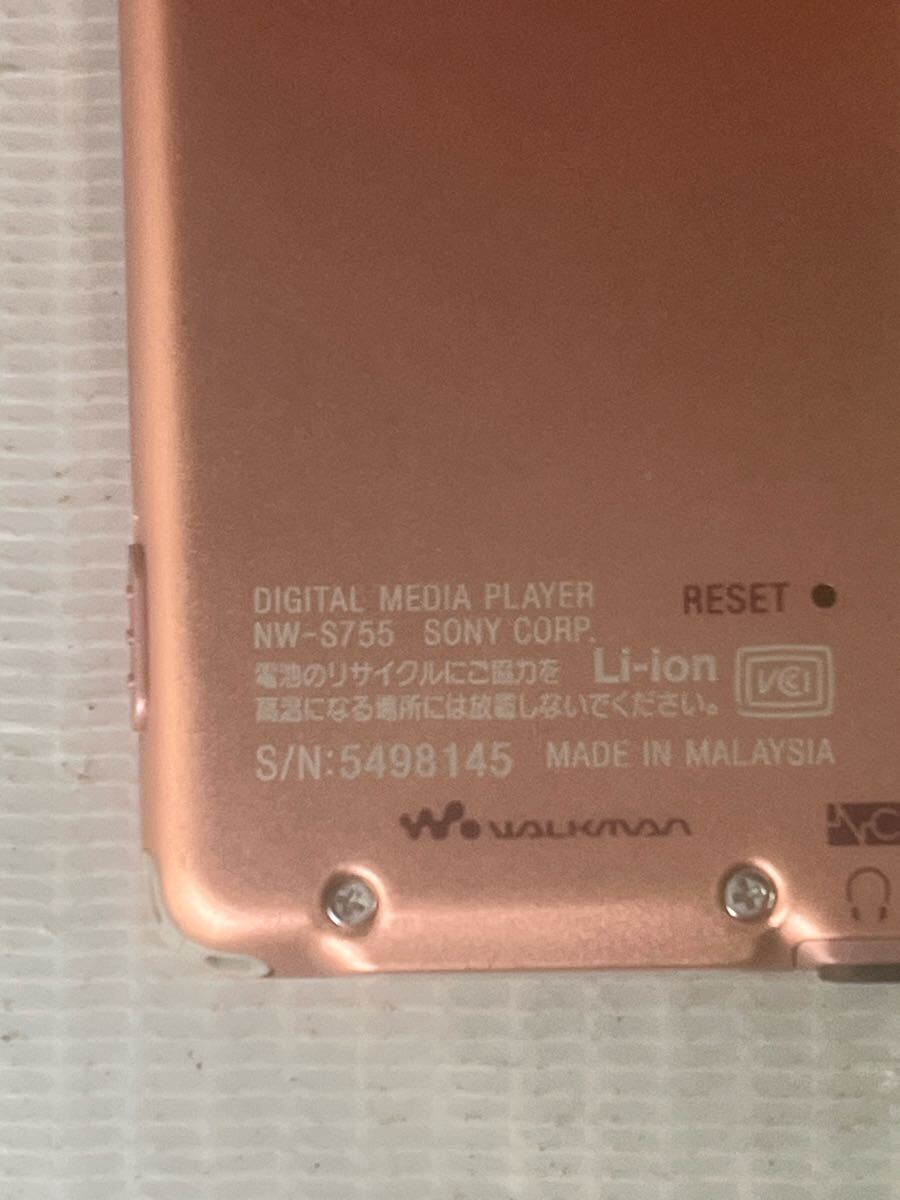 DIGITAL MEDIA PLAYER
RESET
NW-S755 SONY CORP.
電池のリサイクルにご協力を Li-ion
VCI
高温になる場所には放置しないでください。
S/N:5498145 MADE IN MALAYSIA
W. WALKMAN